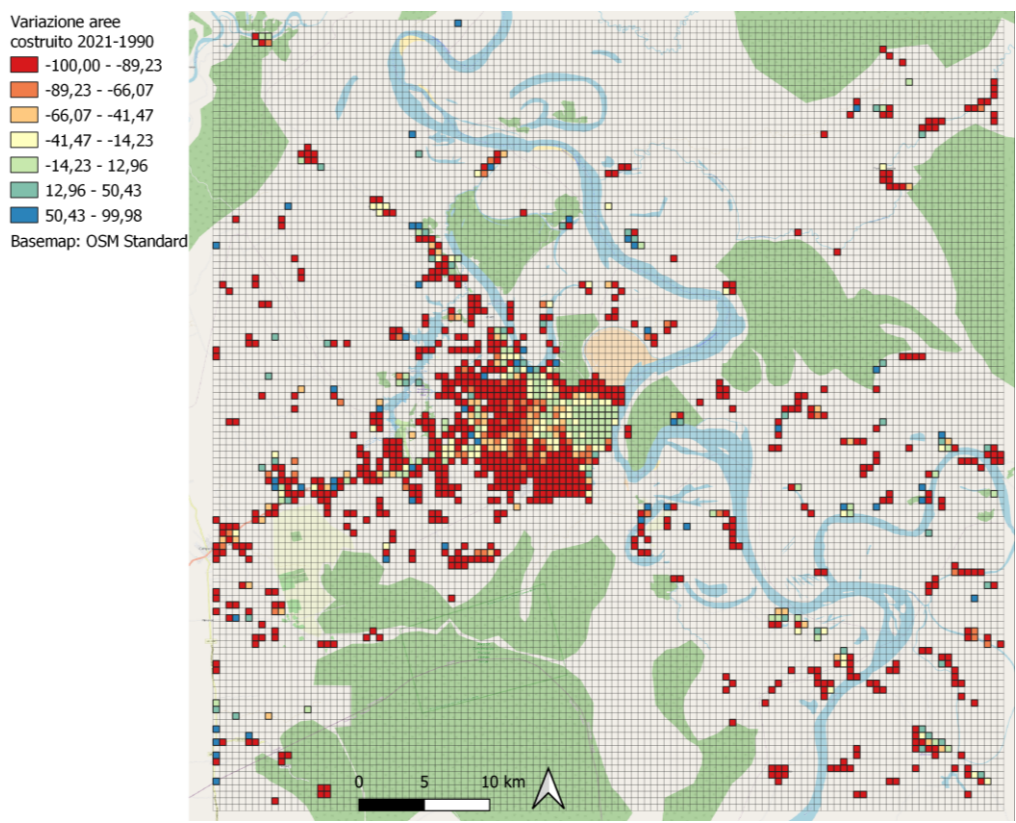 Variazione aree
costruito 2021-1990
-100,00 - -89,23
-89,23 - -66,07
-66,07 - -41,47
-41,47 - -14,23
-14,23 - 12,96
12,96 - 50,43
50,43 - 99,98
Basemap: OSM Standard
0 5 10 km